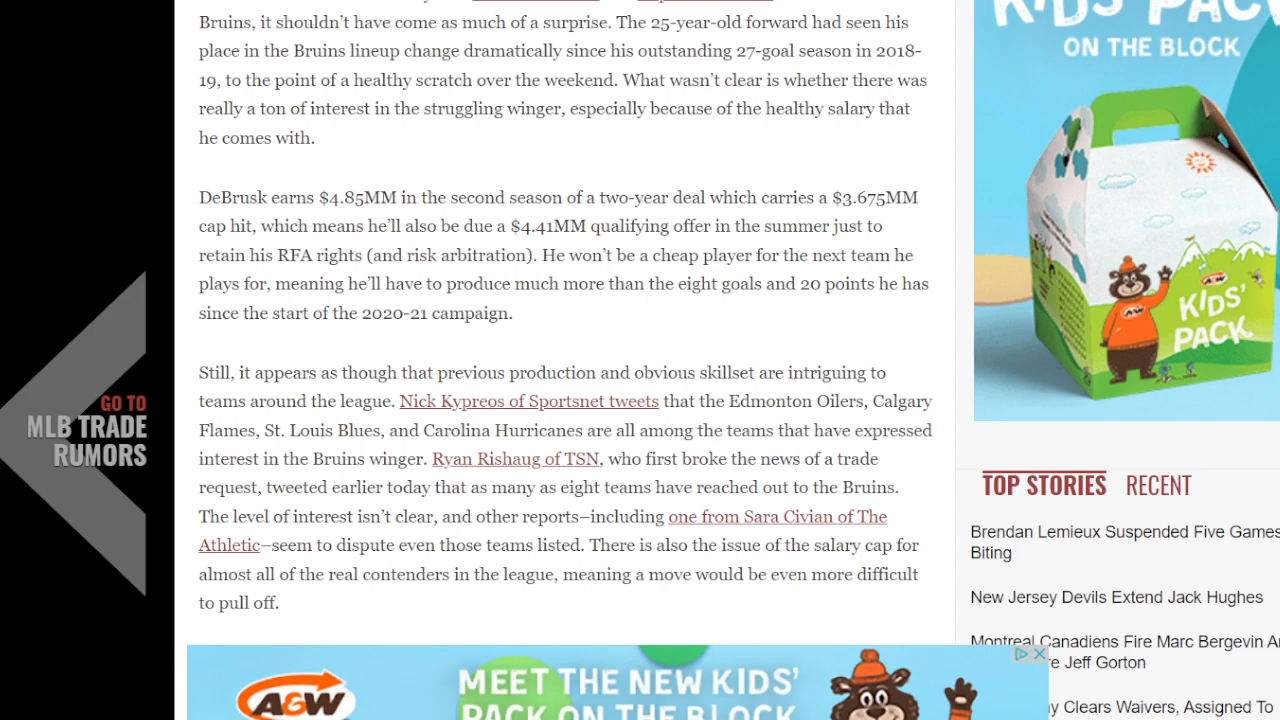 Bruins, it shouldn't have come as much of a surprise. The 25-year-old forward had seen his
place in the Bruins lineup change dramatically since his outstanding 27-goal season in 2018-
19, to the point of a healthy scratch over the weekend. What wasn't clear is whether there was
really a ton of interest in the struggling winger, especially because of the healthy salary that
he comes with.
DeBrusk earns $4.85MM in the second season of a two-year deal which carries a $3.675MM
cap hit, which means he'll also be due a $4.41MM qualifying offer in the summer just to
retain his RFA rights (and risk arbitration). He won't be a cheap player for the next team he
plays for, meaning he'll have to produce much more than the eight goals and 20 points he has
since the start of the 2020-21 campaign.
Still, it appears as though that previous production and obvious skillset are intriguing to
teams around the league. Nick Kypreos of Sportsnet tweets that the Edmonton Oilers, Calgary
Flames, St. Louis Blues, and Carolina Hurricanes are all among the teams that have expressed
interest in the Bruins winger. Ryan Rishaug of TSN, who first broke the news of a trade
request, tweeted earlier today that as many as eight teams have reached out to the Bruins.
The level of interest isn't clear, and other reports–including one from Sara Civian of The
Athletic–seem to dispute even those teams listed. There is also the issue of the salary cap for
almost all of the real contenders in the league, meaning a move would be even more difficult
to pull off.
GO TO
MLB TRADE
RUMORS
KIDS' PACK
ON THE BLOCK
A&W
A&W
KIDS'
PACK
TOP STORIES RECENT
Brendan Lemieux Suspended Five Games
Biting
New Jersey Devils Extend Jack Hughes
Montreal Canadiens Fire Marc Bergevin
Jeff Gorton
Clears Waivers, Assigned To
A&W
MEET THE NEW KIDS'
PACK ON THE BLOCK